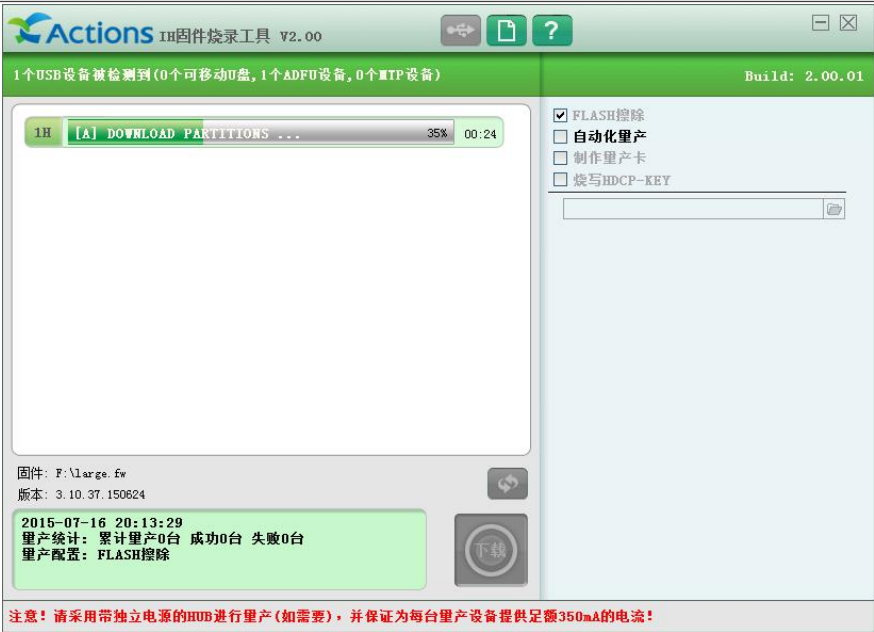 Actions IH固件烧录工具 V2.00
?
1个USB设备被检测到(0个可移动U盘,1个ADFU设备,0个MTP设备)
Build: 2.00.01
1H [A] DOWNLOAD PARTITIONS ... 35% 00:24
FLASH擦除
自动化量产
制作量产卡
烧写HDCP-KEY
固件: F:\large.fw
版本: 3.10.37.150624
2015-07-16 20:13:29
量产统计: 累计量产0台 成功0台 失败0台
量产配置: FLASH擦除
下载
注意! 请采用带独立电源的HUB进行量产(如需要), 并保证为每台量产设备提供足额350mA的电流!